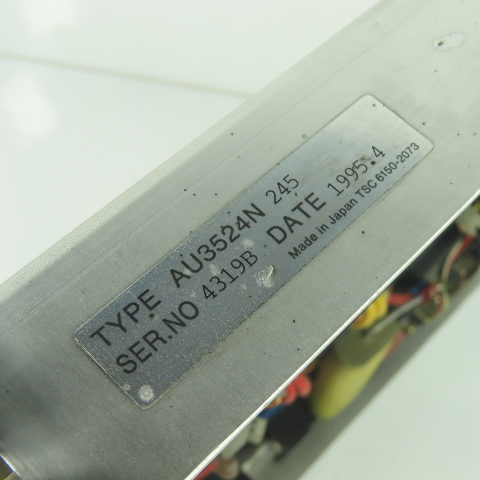 TYPE AU3524N 245
SER.NO 4319B DATE 1995.4
Made in Japan TSC 6150-2073